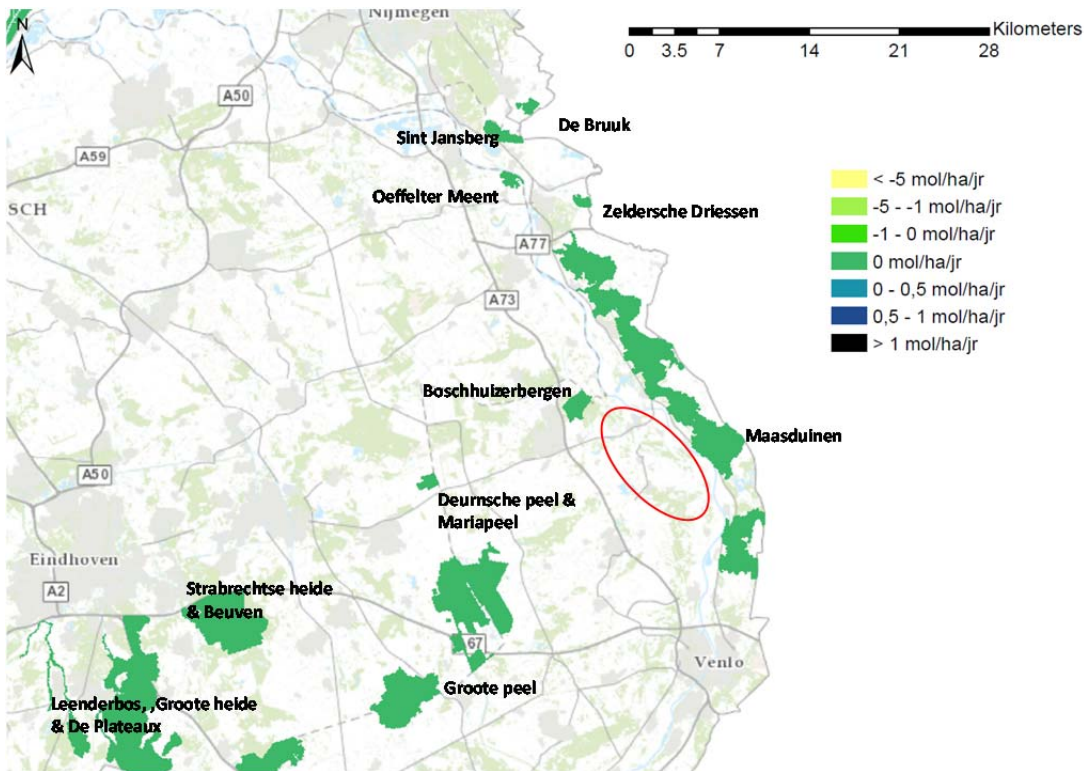 Nijmegen
N
Kilometers
0 3.5 7 14 21 28
A50
De Bruuk
Sint Jansberg
A59
Oeffelter Meent
SCH
Zeldersche Driessen
A77
A73
< -5 mol/ha/jr
-5 - -1 mol/ha/jr
-1 - 0 mol/ha/jr
0 mol/ha/jr
0 - 0,5 mol/ha/jr
0,5 - 1 mol/ha/jr
> 1 mol/ha/jr
Boschhuizerbergen
Maasduinen
A50
Deurnsche peel &
Mariapeel
Eindhoven
A2
Strabrechtse heide
& Beuven
67
Venlo
Groote peel
Leenderbos, ,Groote heide
& De Plateaux